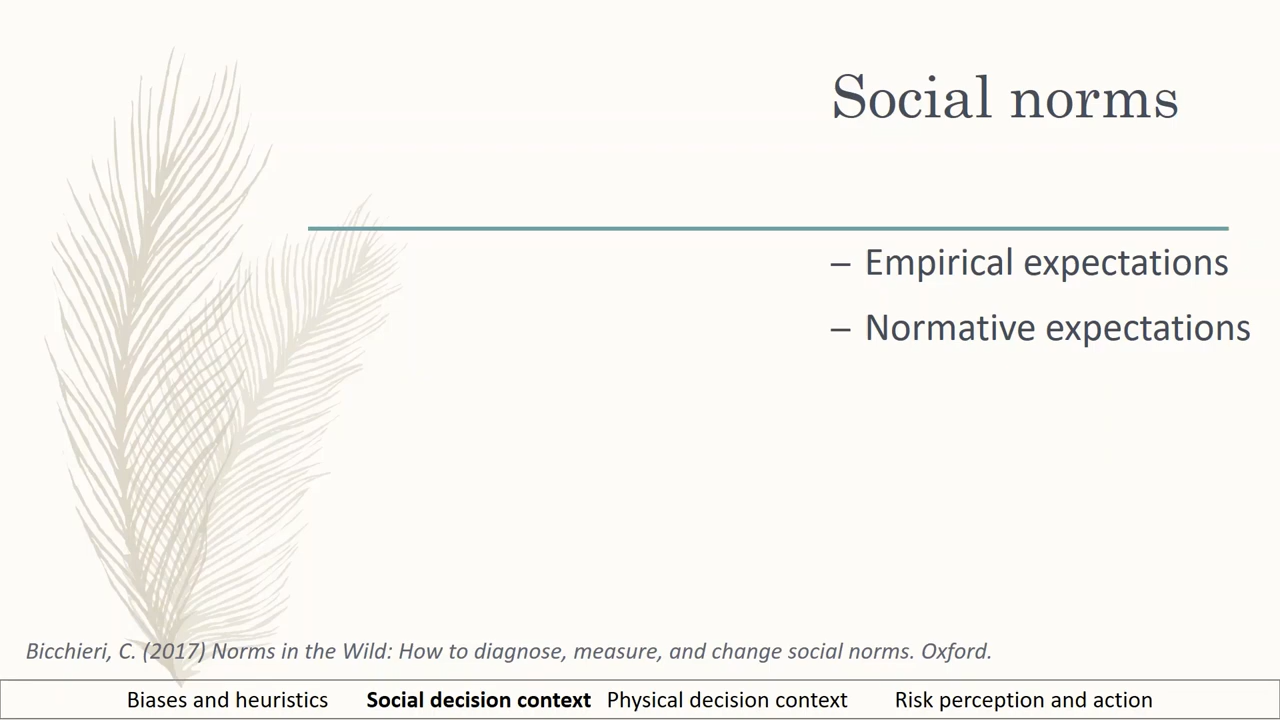 Social norms
– Empirical expectations
– Normative expectations
Bicchieri, C. (2017) Norms in the Wild: How to diagnose, measure, and change social norms. Oxford.
Biases and heuristics Social decision context Physical decision context Risk perception and action